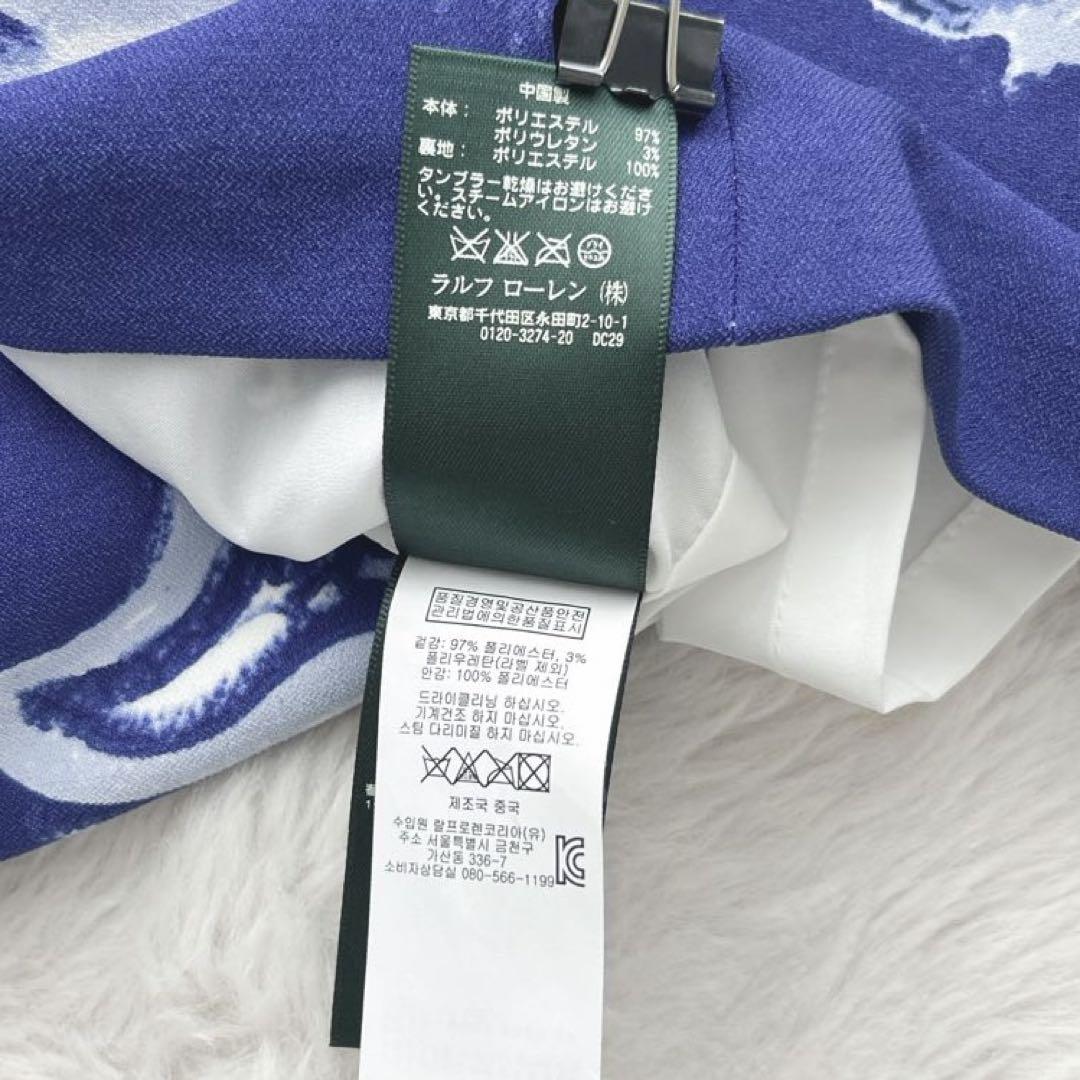 中国製
本体: ポリエステル 97%
ポリウレタン 3%
裏地: ポリエステル 100%
タンブラー乾燥はお避けくださ
い。スチームアイロンはお避け
ください。
ドライ
ラルフ ローレン (株)
東京都千代田区永田町2-10-1
0120-3274-20 DC29
품질경영및공산품안전
관리법에의한품질표시
겉감: 97% 폴리에스터, 3%
폴리우레탄(라벨 제외)
안감: 100% 폴리에스터
드라이클리닝 하십시오.
기계건조 하지 마십시오.
스팀 다리미질 하지 마십시오.
제조국 중국
수입원 랄프로렌코리아(유)
주소 서울특별시 금천구
가산동 336-7
소비자상담실 080-566-1199